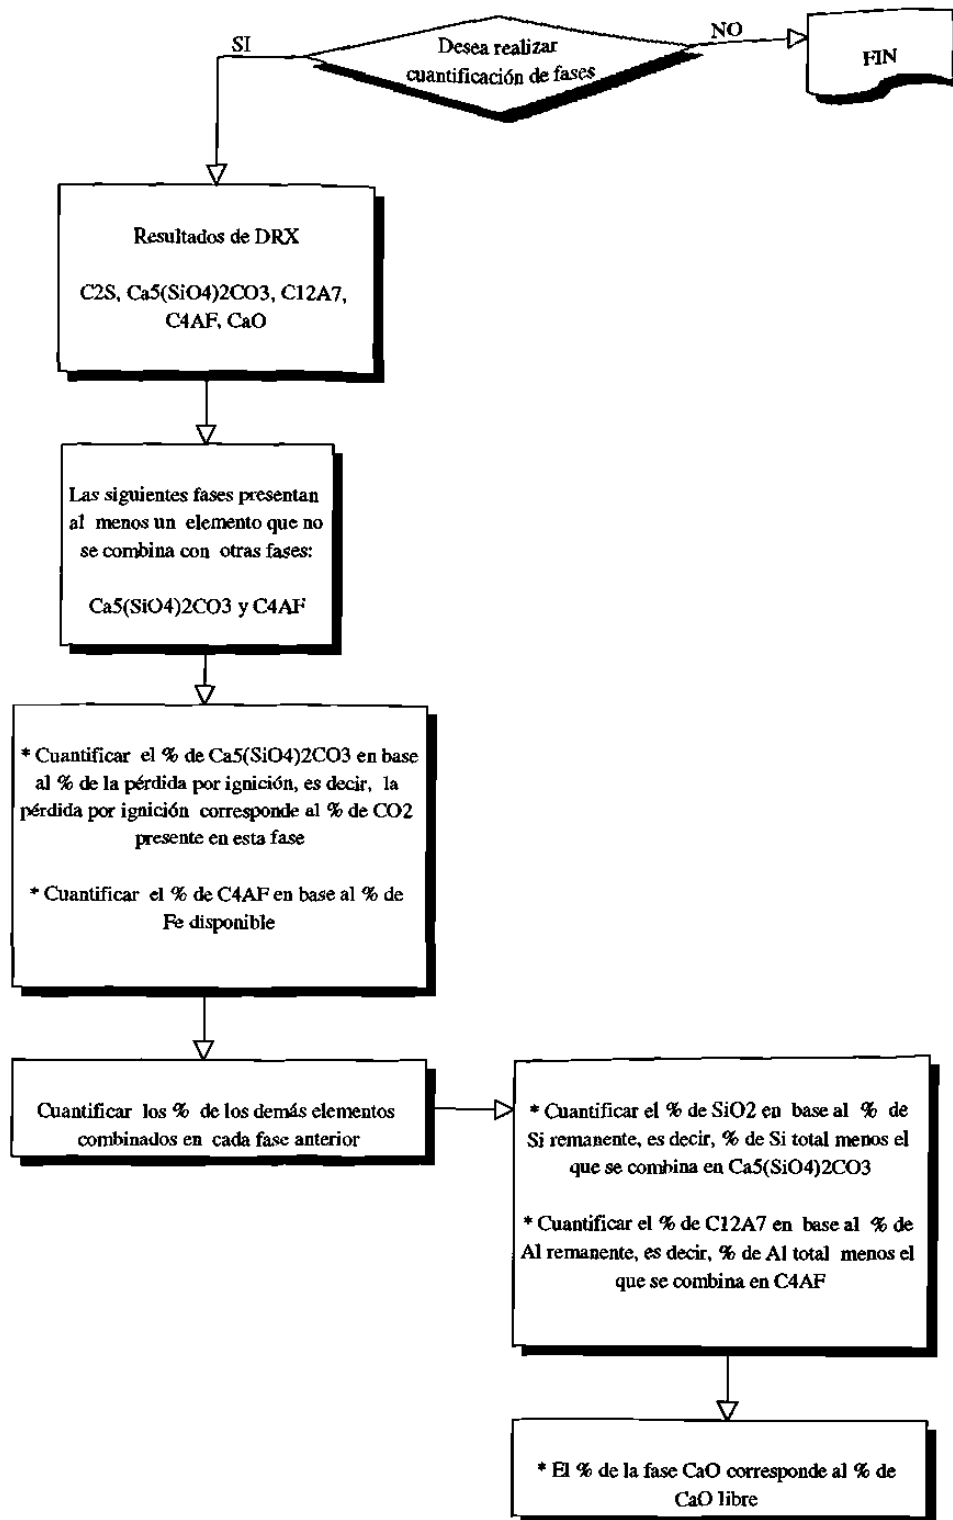 SI
Desea realizar
cuantificación de fases
NO
FIN
Resultados de DRX
C2S, Ca5(SiO4)2CO3, C12A7,
C4AF, CaO
Las siguientes fases presentan
al menos un elemento que no
se combina con otras fases:
Ca5(SiO4)2CO3 y C4AF
* Cuantificar el % de Ca5(SiO4)2CO3 en base
al % de la pérdida por ignición, es decir, la
pérdida por ignición corresponde al % de CO2
presente en esta fase
* Cuantificar el % de C4AF en base al % de
Fe disponible
Cuantificar los % de los demás elementos
combinados en cada fase anterior
* Cuantificar el % de SiO2 en base al % de
Si remanente, es decir, % de Si total menos el
que se combina en Ca5(SiO4)2CO3
* Cuantificar el % de C12A7 en base al % de
Al remanente, es decir, % de Al total menos el
que se combina en C4AF
* El % de la fase CaO corresponde al % de
CaO libre